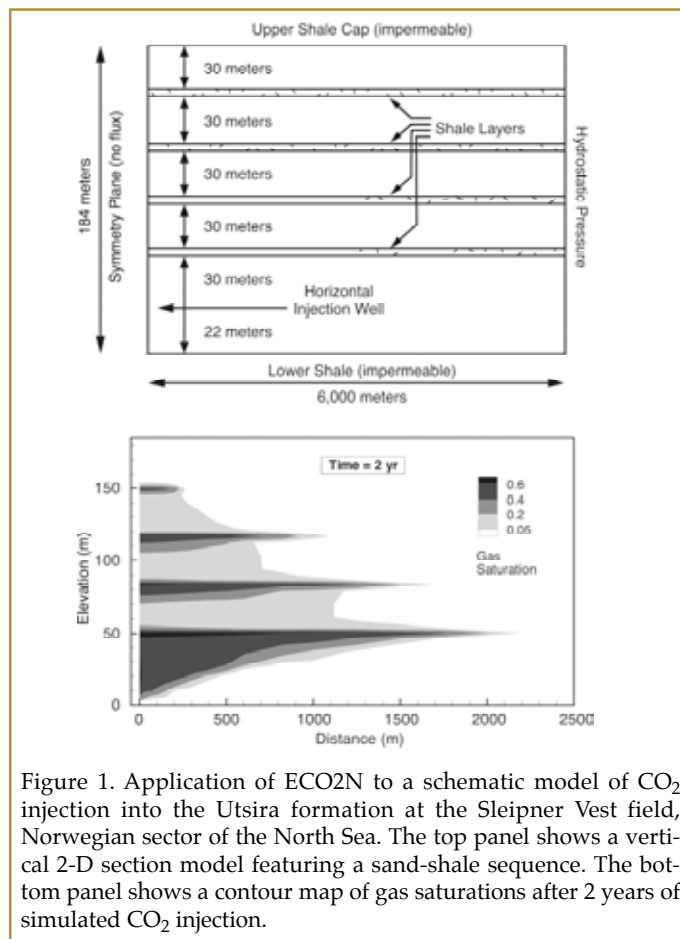 Upper Shale Cap (impermeable)
30 meters
30 meters
Shale Layers
30 meters
30 meters
30 meters
Horizontal
Injection Well
22 meters
184 meters
Symmetry Plane (no flux)
Hydrostatic Pressure
Lower Shale (impermeable)
6,000 meters
Time = 2 yr
0.6
0.4
0.2
0.05
Gas
Saturation
Elevation (m)
150
100
50
0
0 500 1000 1500 2000 2500
Distance (m)
Figure 1. Application of ECO2N to a schematic model of CO₂
injection into the Utsira formation at the Sleipner Vest field,
Norwegian sector of the North Sea. The top panel shows a verti-
cal 2-D section model featuring a sand-shale sequence. The bot-
tom panel shows a contour map of gas saturations after 2 years of
simulated CO₂ injection.